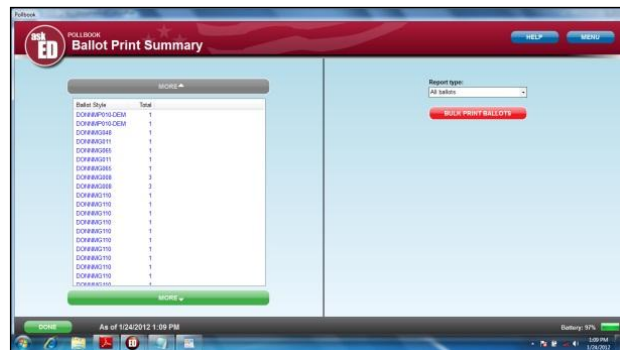 Pollbook
ask ED
POLLBOOK
Ballot Print Summary
HELP
MENU
MORE
Ballot Style Total
DONNMP010-DEM 1
DONNMP010-DEM 1
DONNMG048 1
DONNMG011 1
DONNMG065 1
DONNMG011 1
DONNMG065 1
DONNMG008 3
DONNMG008 3
DONNMG110 1
DONNMG110 1
DONNMG110 1
DONNMG110 1
DONNMG110 1
DONNMG110 1
DONNMG110 1
DONNMG110 1
DONNMG110 1
DONNMG110 1
MORE
Report type:
All ballots
BULK PRINT BALLOTS
DONE
As of 1/24/2012 1:09 PM
Battery: 97%
1:09 PM
1/24/2012